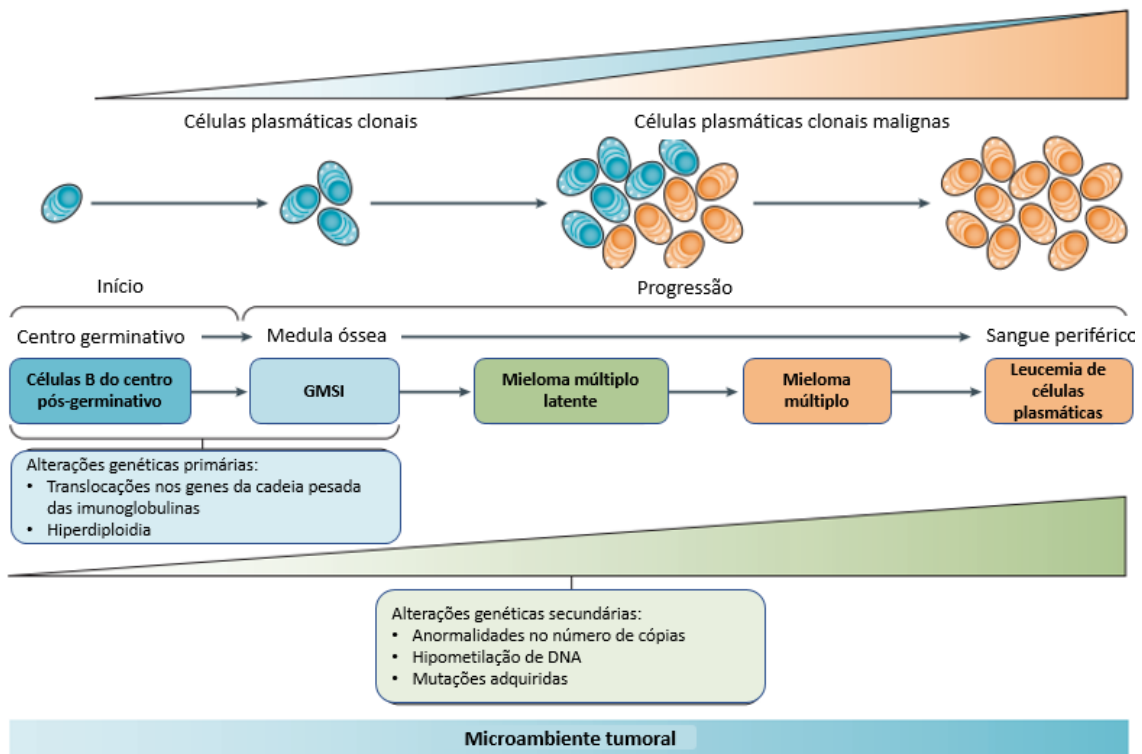 Células plasmáticas clonais
Células plasmáticas clonais malignas
Início
Progressão
Centro germinativo
Medula óssea
Sangue periférico
Células B do centro
pós-germinativo
GMSI
Mieloma múltiplo
latente
Mieloma
múltiplo
Leucemia de
células
plasmáticas
Alterações genéticas primárias:
• Translocações nos genes da cadeia pesada
das imunoglobulinas
• Hiperdiploidia
Alterações genéticas secundárias:
• Anormalidades no número de cópias
• Hipometilação de DNA
• Mutações adquiridas
Microambiente tumoral